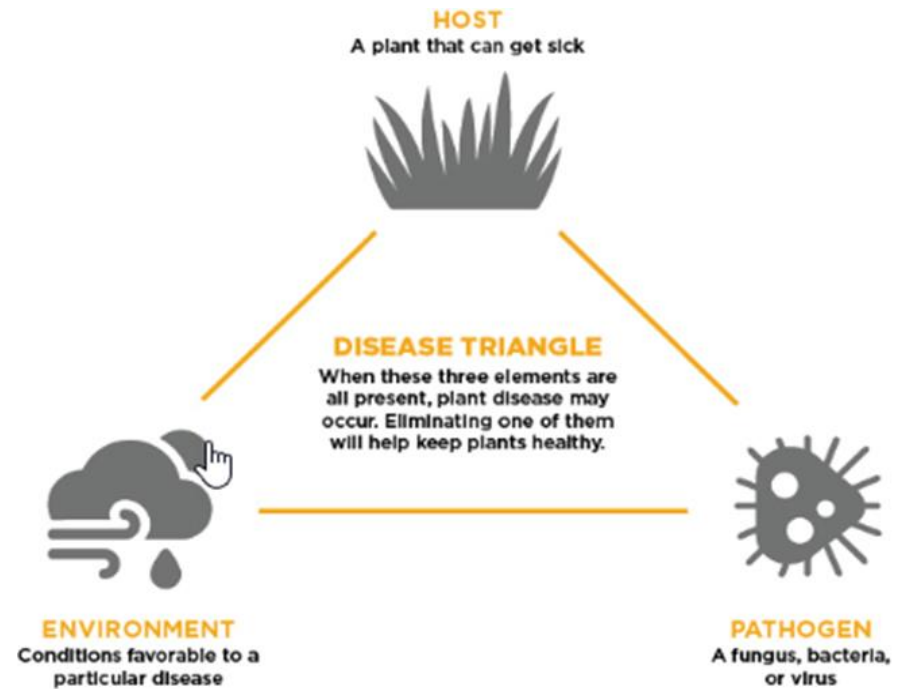 HOST
A plant that can get sick
DISEASE TRIANGLE
When these three elements are
all present, plant disease may
occur. Eliminating one of them
will help keep plants healthy.
ENVIRONMENT
Conditions favorable to a
particular disease
PATHOGEN
A fungus, bacteria,
or virus